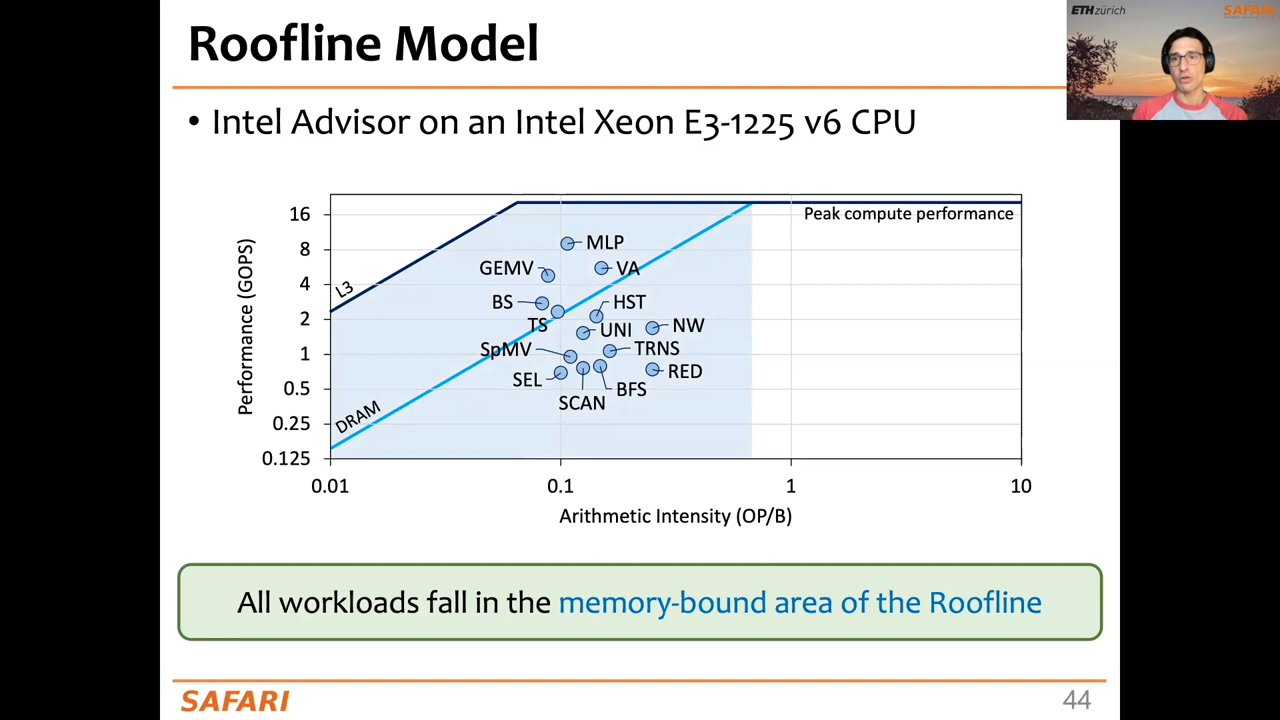 Roofline Model
ETH zürich
SAFARI
• Intel Advisor on an Intel Xeon E3-1225 v6 CPU
Performance (GOPS)
16
8
4
2
1
0.5
0.25
0.125
L3
DRAM
Peak compute performance
MLP
GEMV
VA
BS
HST
TS
UNI
NW
SpMV
TRNS
SEL
RED
BFS
SCAN
0.01 0.1 1 10
Arithmetic Intensity (OP/B)
All workloads fall in the memory-bound area of the Roofline
SAFARI
44